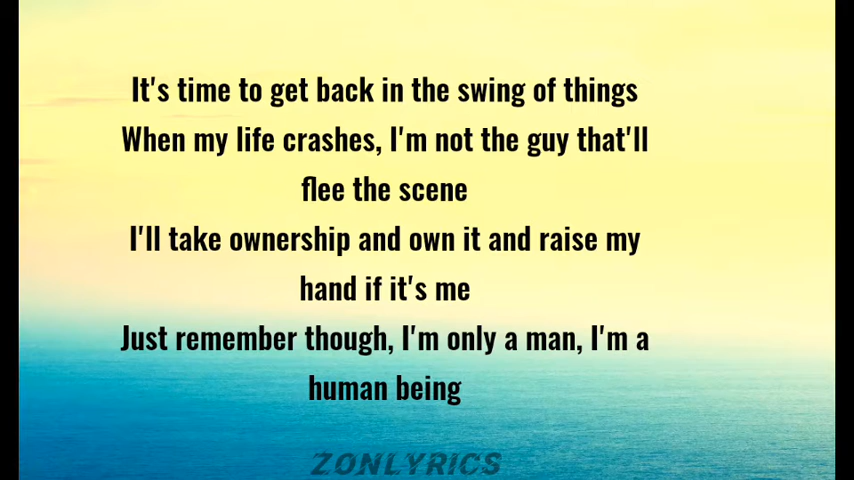 It's time to get back in the swing of things
When my life crashes, I'm not the guy that'll
flee the scene
I'll take ownership and own it and raise my
hand if it's me
Just remember though, I'm only a man, I'm a
human being
ZONLYRICS